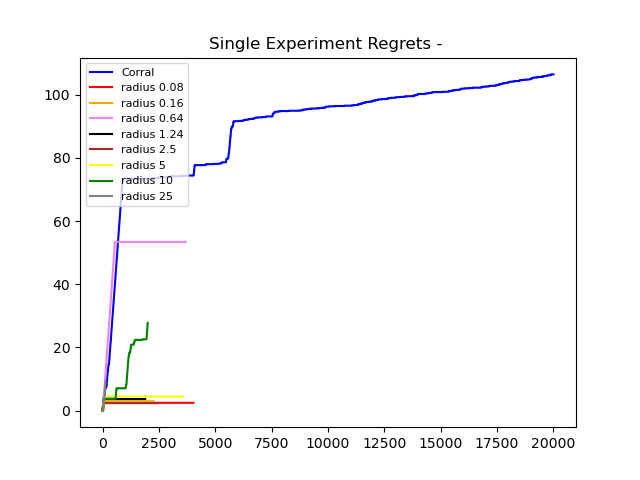 Single Experiment Regrets -
Corral
radius 0.08
radius 0.16
radius 0.64
radius 1.24
radius 2.5
radius 5
radius 10
radius 25
100
80
60
40
20
0
0 2500 5000 7500 10000 12500 15000 17500 20000